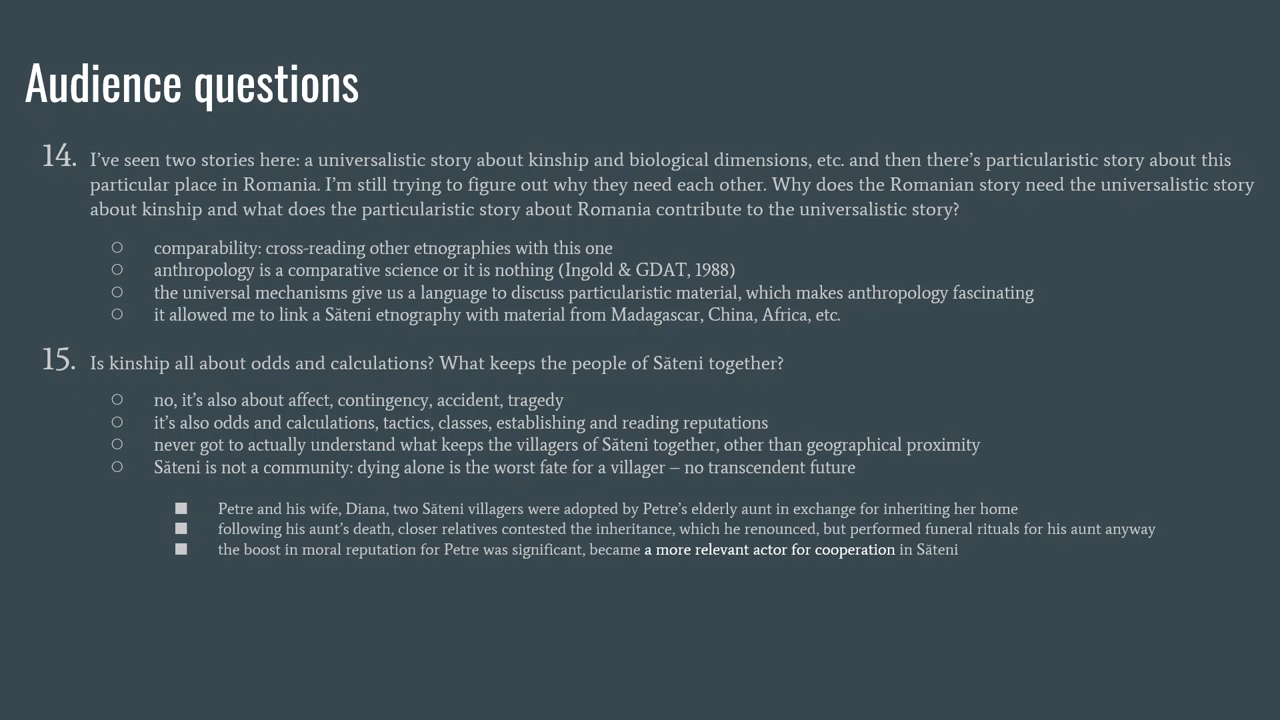 Audience questions
14. I've seen two stories here: a universalistic story about kinship and biological dimensions, etc. and then there's particularistic story about this
particular place in Romania. I'm still trying to figure out why they need each other. Why does the Romanian story need the universalistic story
about kinship and what does the particularistic story about Romania contribute to the universalistic story?
○ comparability: cross-reading other etnographies with this one
○ anthropology is a comparative science or it is nothing (Ingold & GDAT, 1988)
○ the universal mechanisms give us a language to discuss particularistic material, which makes anthropology fascinating
○ it allowed me to link a Săteni etnography with material from Madagascar, China, Africa, etc.
15. Is kinship all about odds and calculations? What keeps the people of Săteni together?
○ no, it's also about affect, contingency, accident, tragedy
○ it's also odds and calculations, tactics, classes, establishing and reading reputations
○ never got to actually understand what keeps the villagers of Săteni together, other than geographical proximity
○ Săteni is not a community: dying alone is the worst fate for a villager – no transcendent future
■ Petre and his wife, Diana, two Săteni villagers were adopted by Petre's elderly aunt in exchange for inheriting her home
■ following his aunt's death, closer relatives contested the inheritance, which he renounced, but performed funeral rituals for his aunt anyway
■ the boost in moral reputation for Petre was significant, became a more relevant actor for cooperation in Săteni